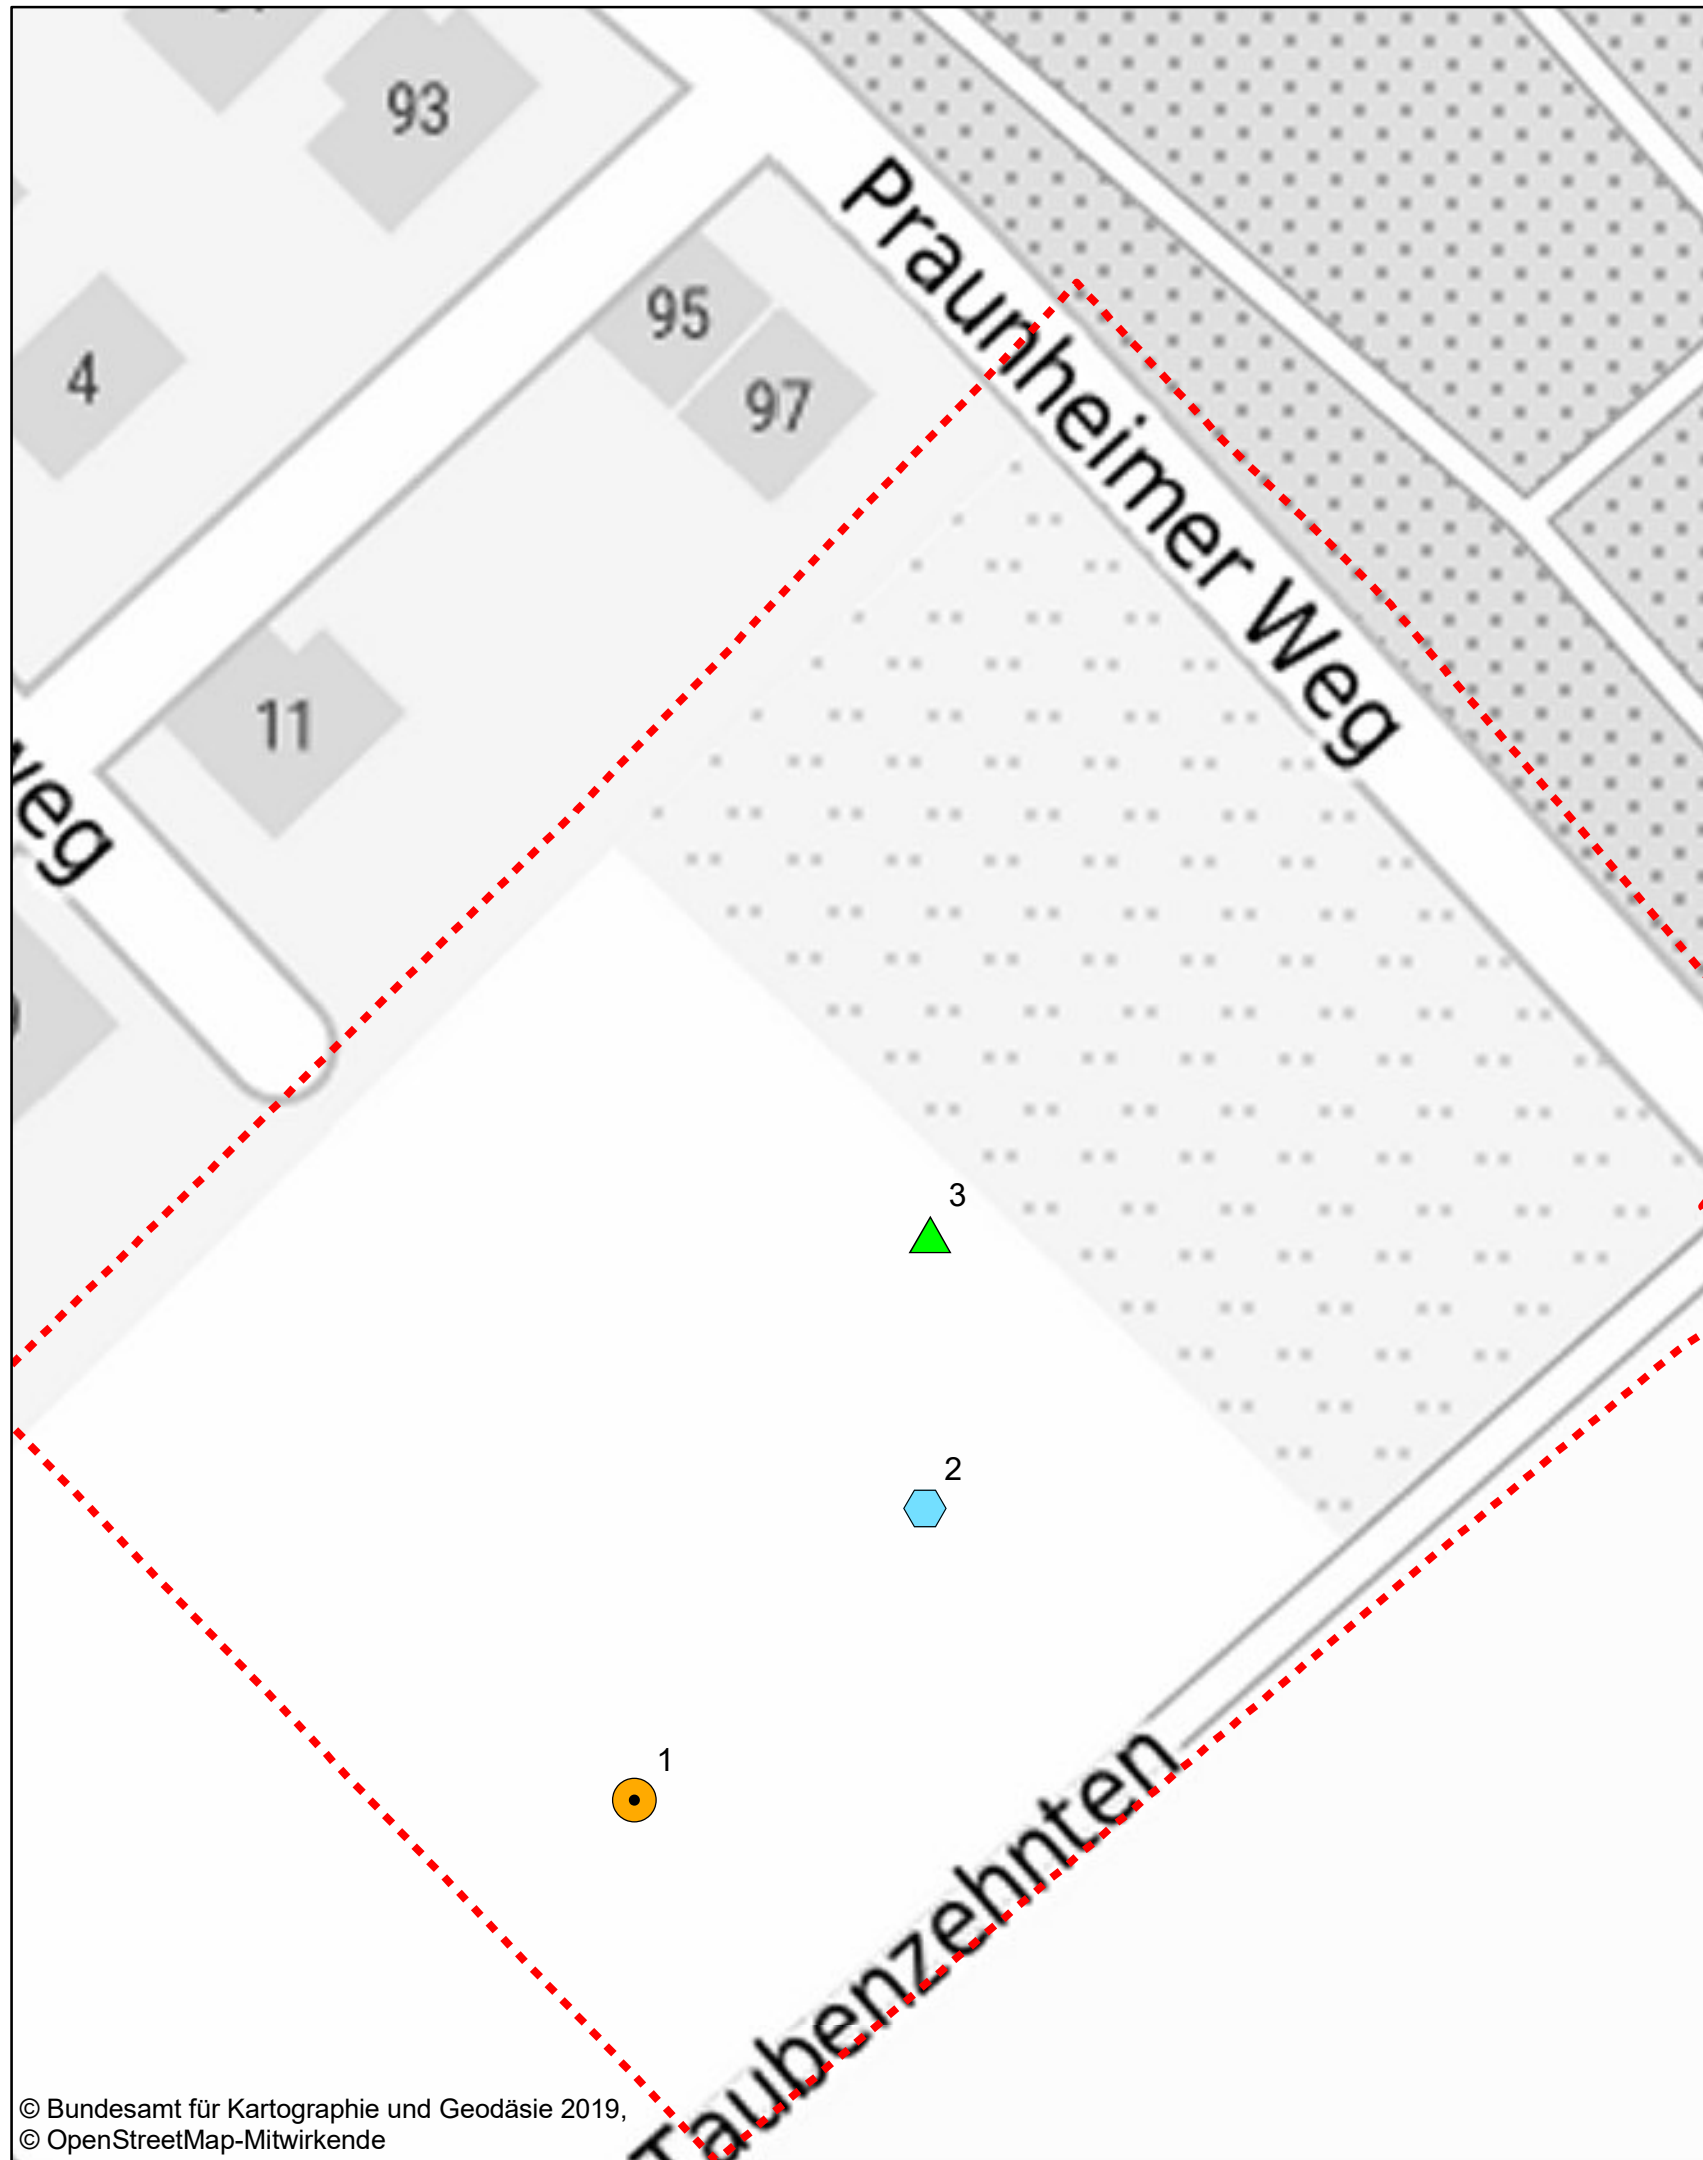 93
Praunheimer Weg
95
4
97
11
weg
3
2
1
Taubenzehnten
© Bundesamt für Kartographie und Geodäsie 2019,
© OpenStreetMap-Mitwirkende